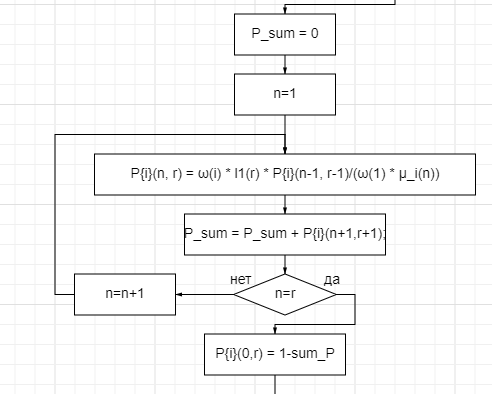 P_sum = 0
n=1
P{i}(n, r) = ω(i) * l1(r) * P{i}(n-1, r-1)/(ω(1) * μ_i(n))
P_sum = P_sum + P{i}(n+1,r+1);
нет
да
n=r
n=n+1
P{i}(0,r) = 1-sum_P